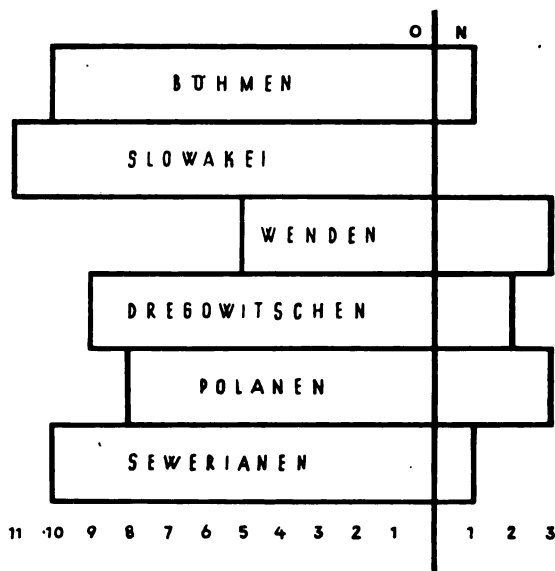 O N
BÖHMEN
SLOWAKEI
WENDEN
DREGOWITSCHEN
POLANEN
SEWERIANEN
11 10 9 8 7 6 5 4 3 2 1 1 2 3